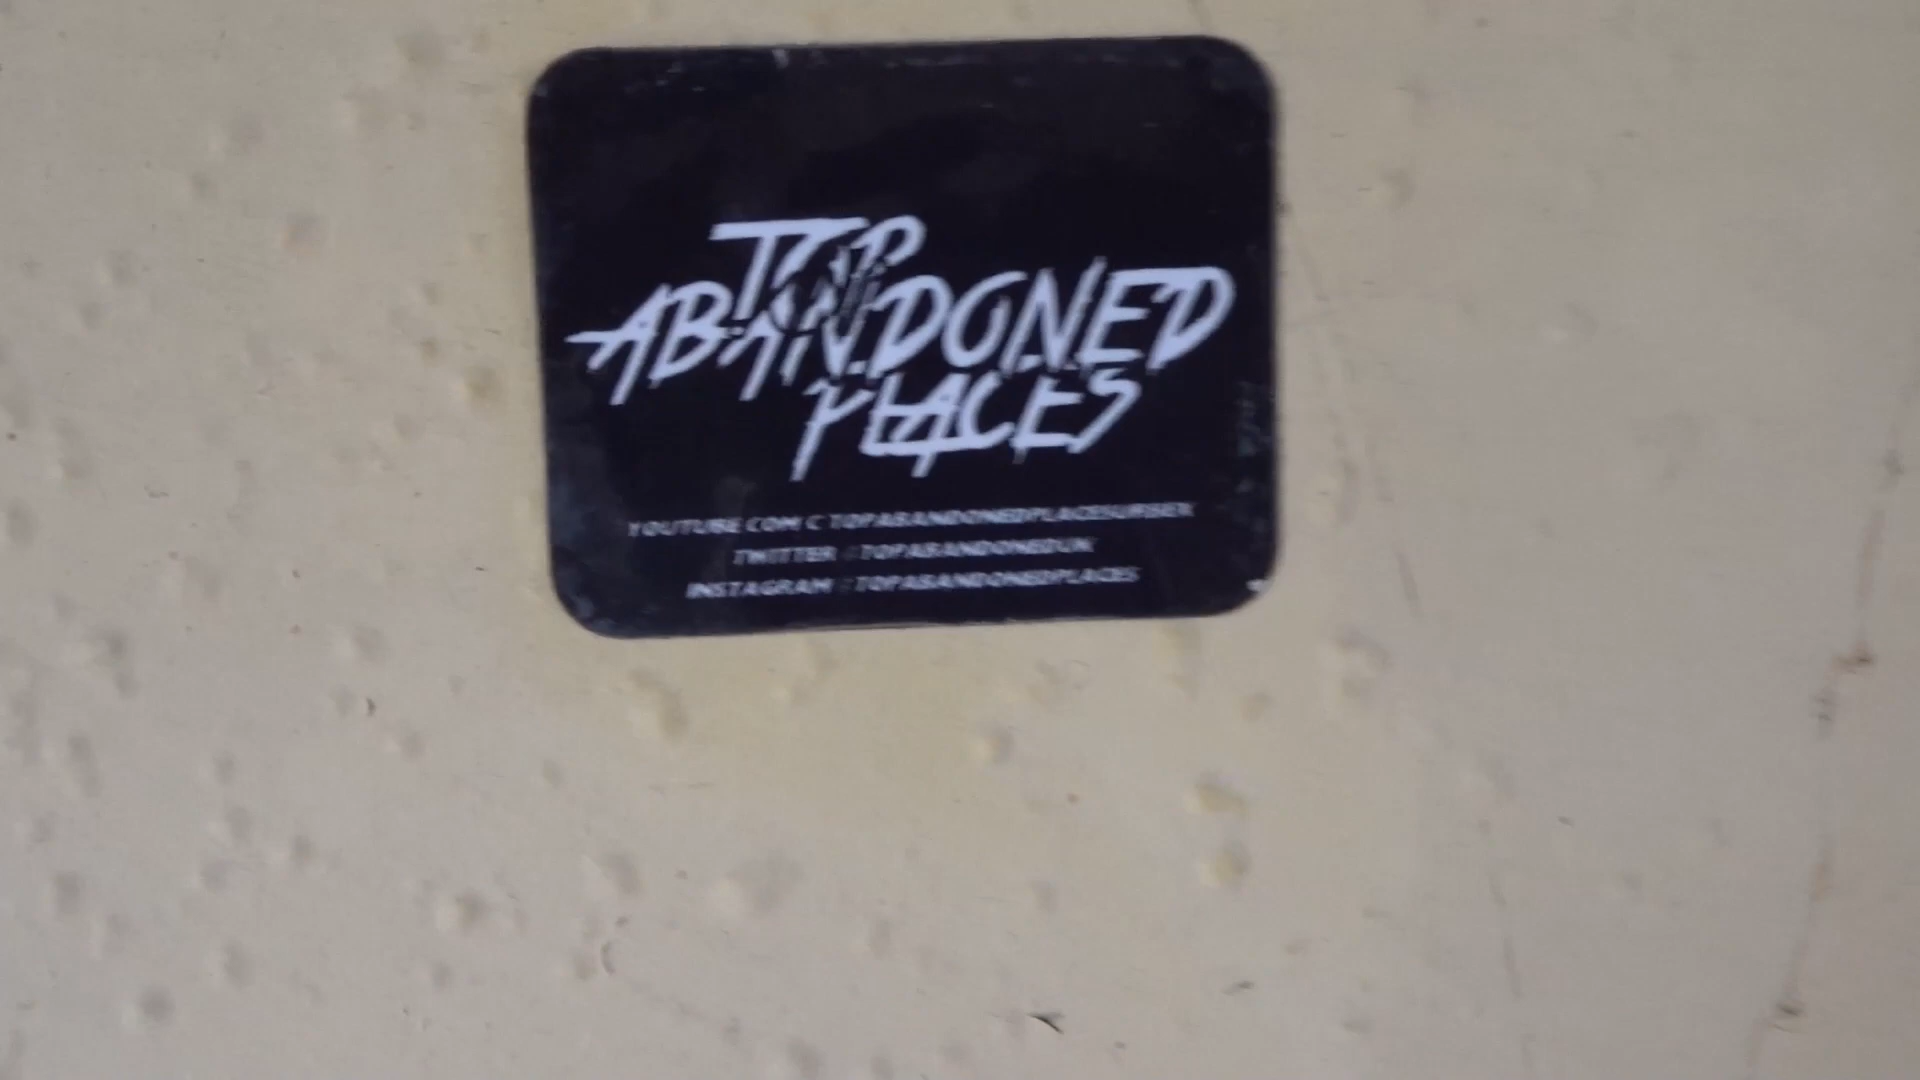 TOP
ABANDONED
PLACES
YOUTUBE.COM/C/TOPABANDONEDPLACESURBEX
TWITTER / TOPABANDONEDUK
INSTAGRAM / TOPABANDONEDPLACES